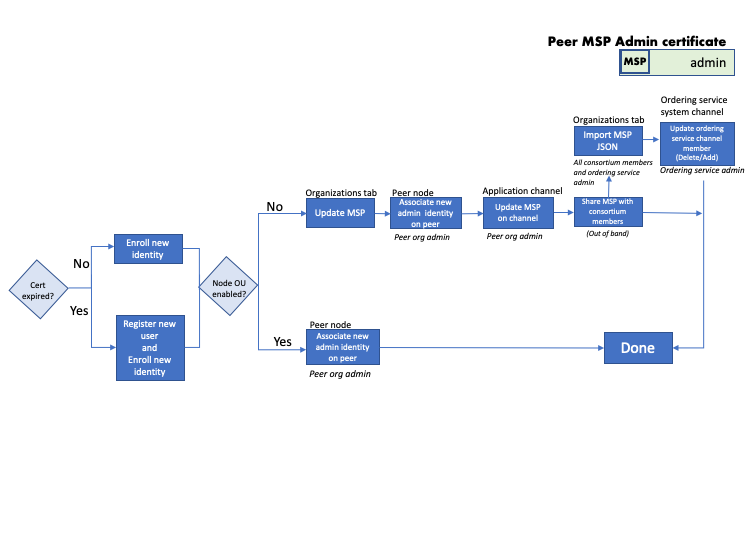 Peer MSP Admin certificate
MSP
admin
Ordering service
system channel
Organizations tab
Import MSP
JSON
Update ordering
service channel
member
(Delete/Add)
All consortium members
and ordering service
admin
Ordering service admin
Organizations tab
Peer node
Application channel
No
Update MSP
Associate new
admin identity
on peer
Update MSP
on channel
Share MSP with
consortium
members
Peer org admin
Peer org admin
(Out of band)
Enroll new
identity
No
Cert
expired?
Yes
Node OU
enabled?
Register new
user
and
Enroll new
identity
Peer node
Yes
Associate new
admin identity
on peer
Peer org admin
Done